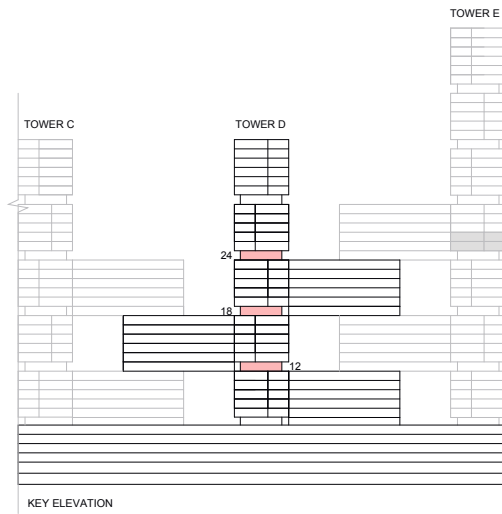 TOWER E
TOWER C
TOWER D
24
18
12
KEY ELEVATION